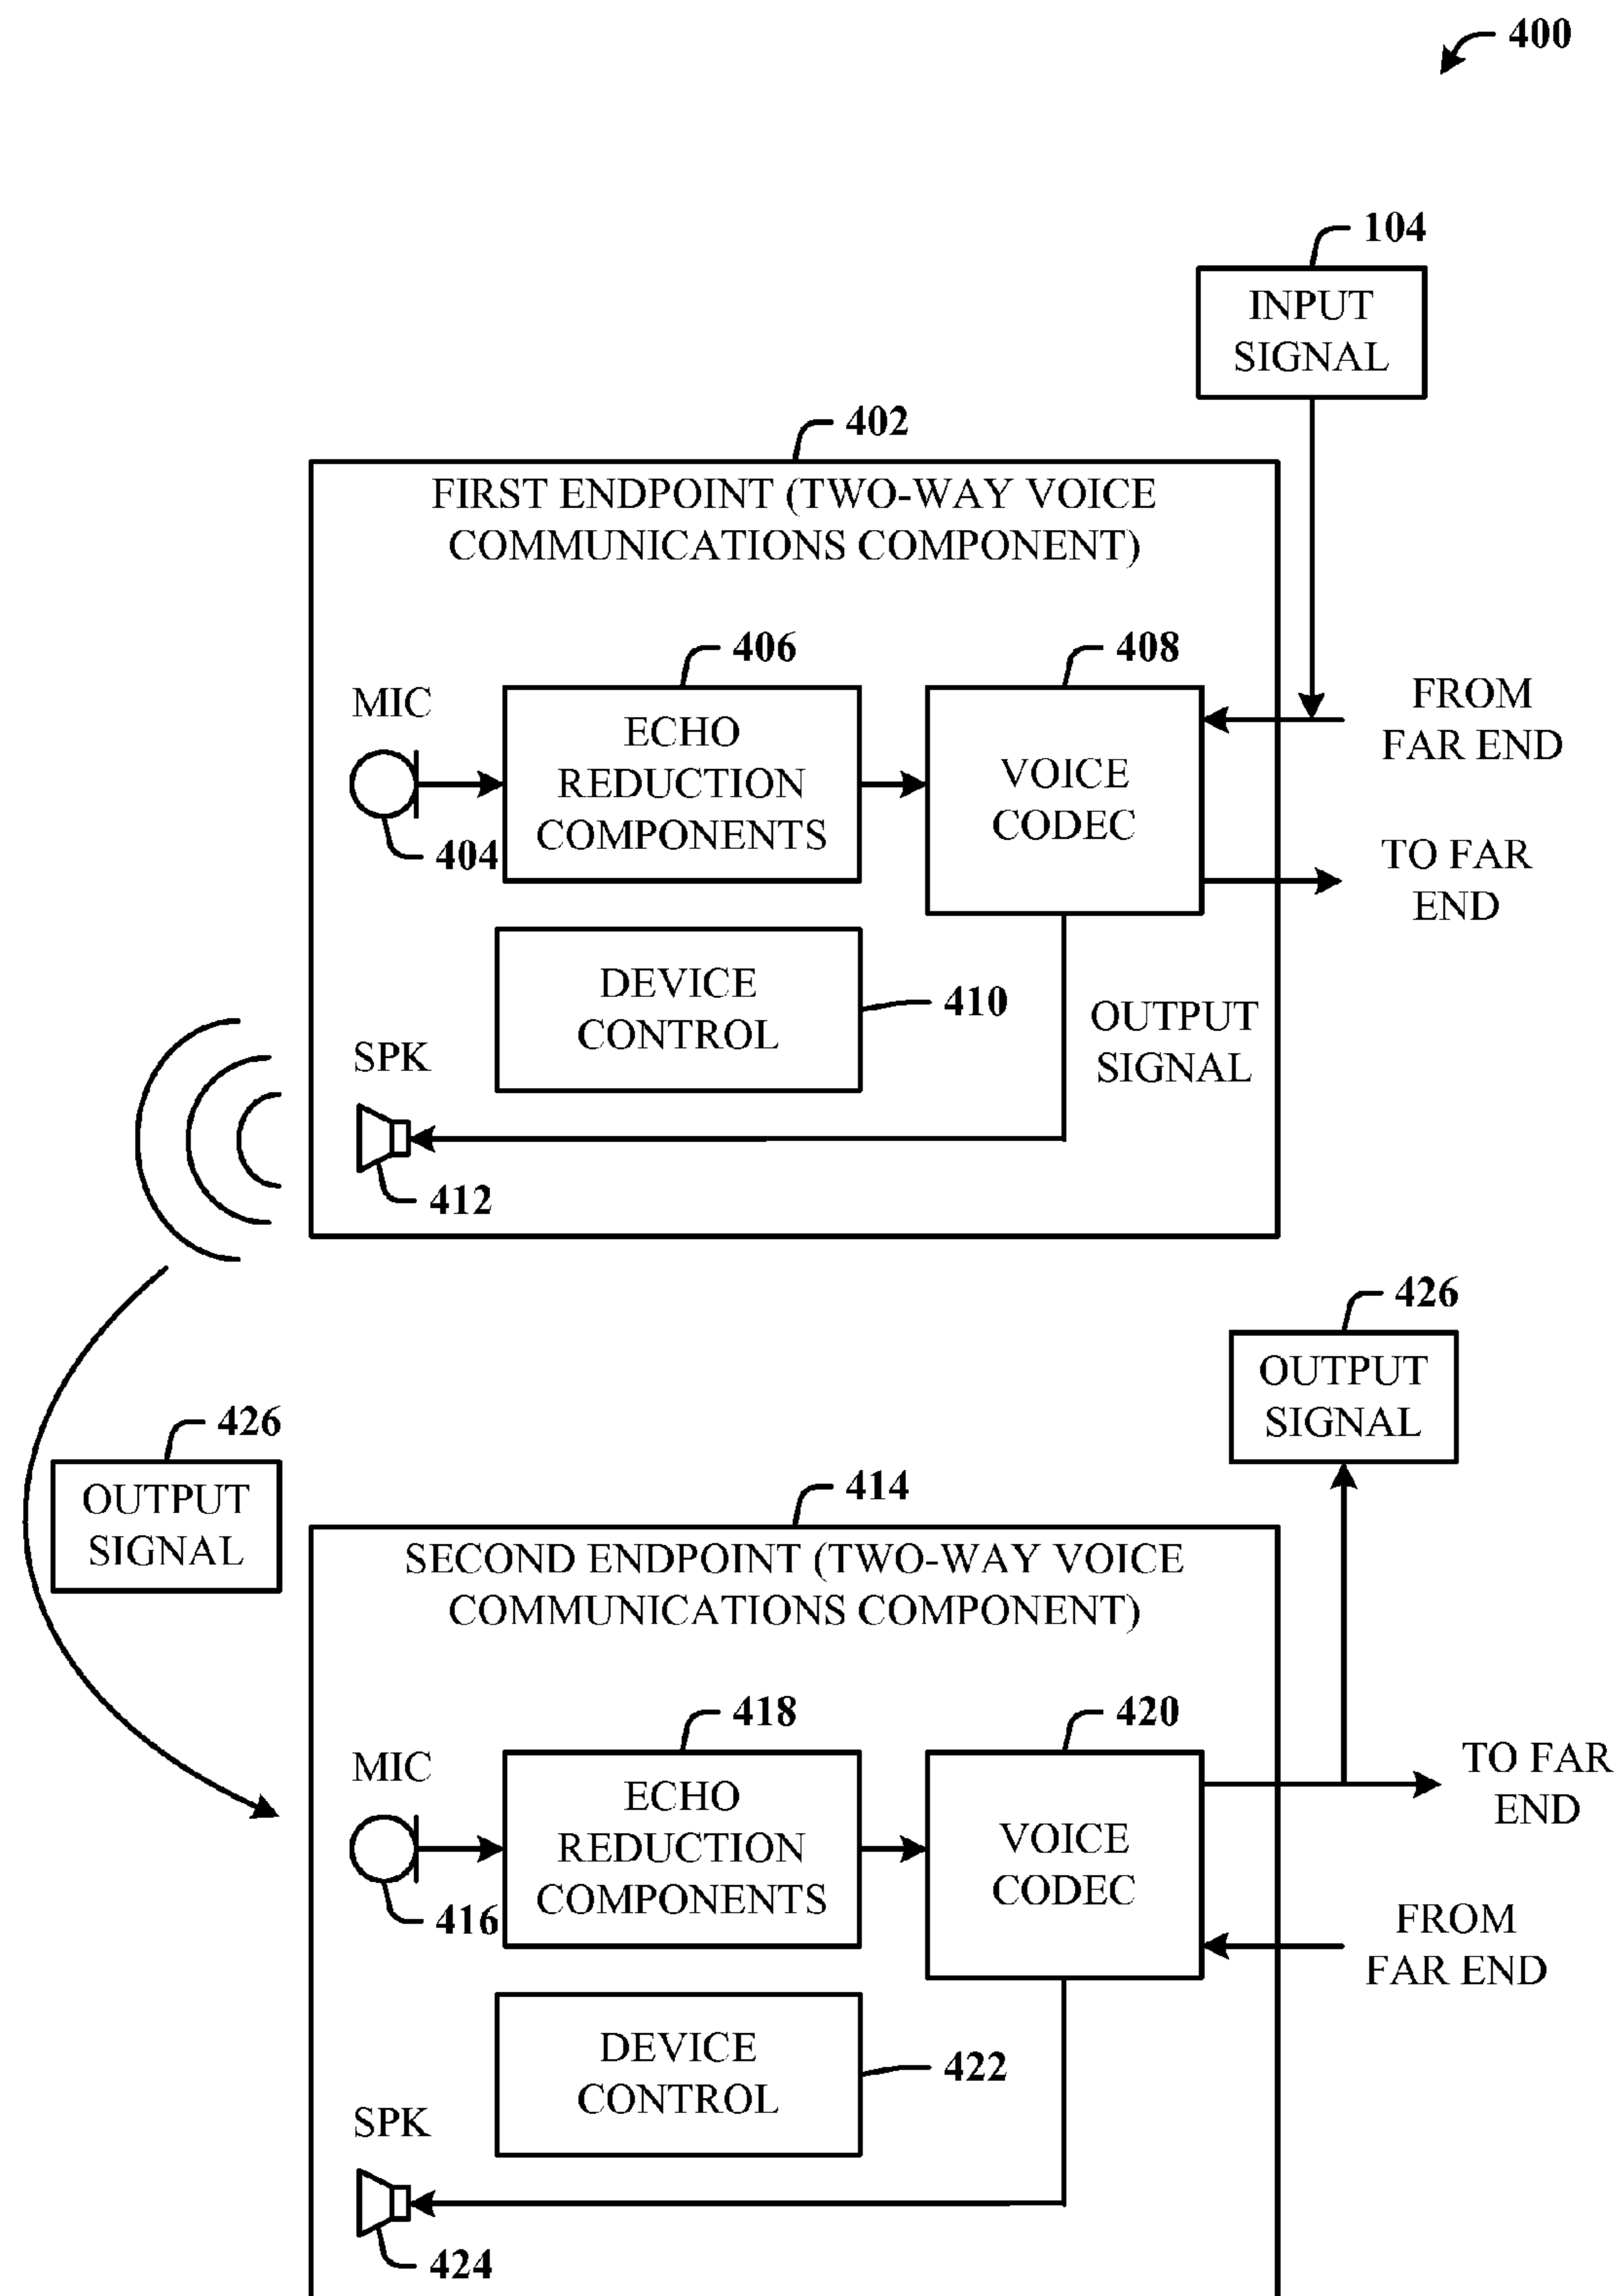 400
104
INPUT
SIGNAL
402
FIRST ENDPOINT (TWO-WAY VOICE
COMMUNICATIONS COMPONENT)
406
408
MIC
ECHO
REDUCTION
COMPONENTS
VOICE
CODEC
FROM
FAR END
404
TO FAR
END
DEVICE
CONTROL
410
OUTPUT
SIGNAL
SPK
412
426
OUTPUT
SIGNAL
426
OUTPUT
SIGNAL
414
SECOND ENDPOINT (TWO-WAY VOICE
COMMUNICATIONS COMPONENT)
418
420
MIC
ECHO
REDUCTION
COMPONENTS
VOICE
CODEC
TO FAR
END
416
FROM
FAR END
DEVICE
CONTROL
422
SPK
424